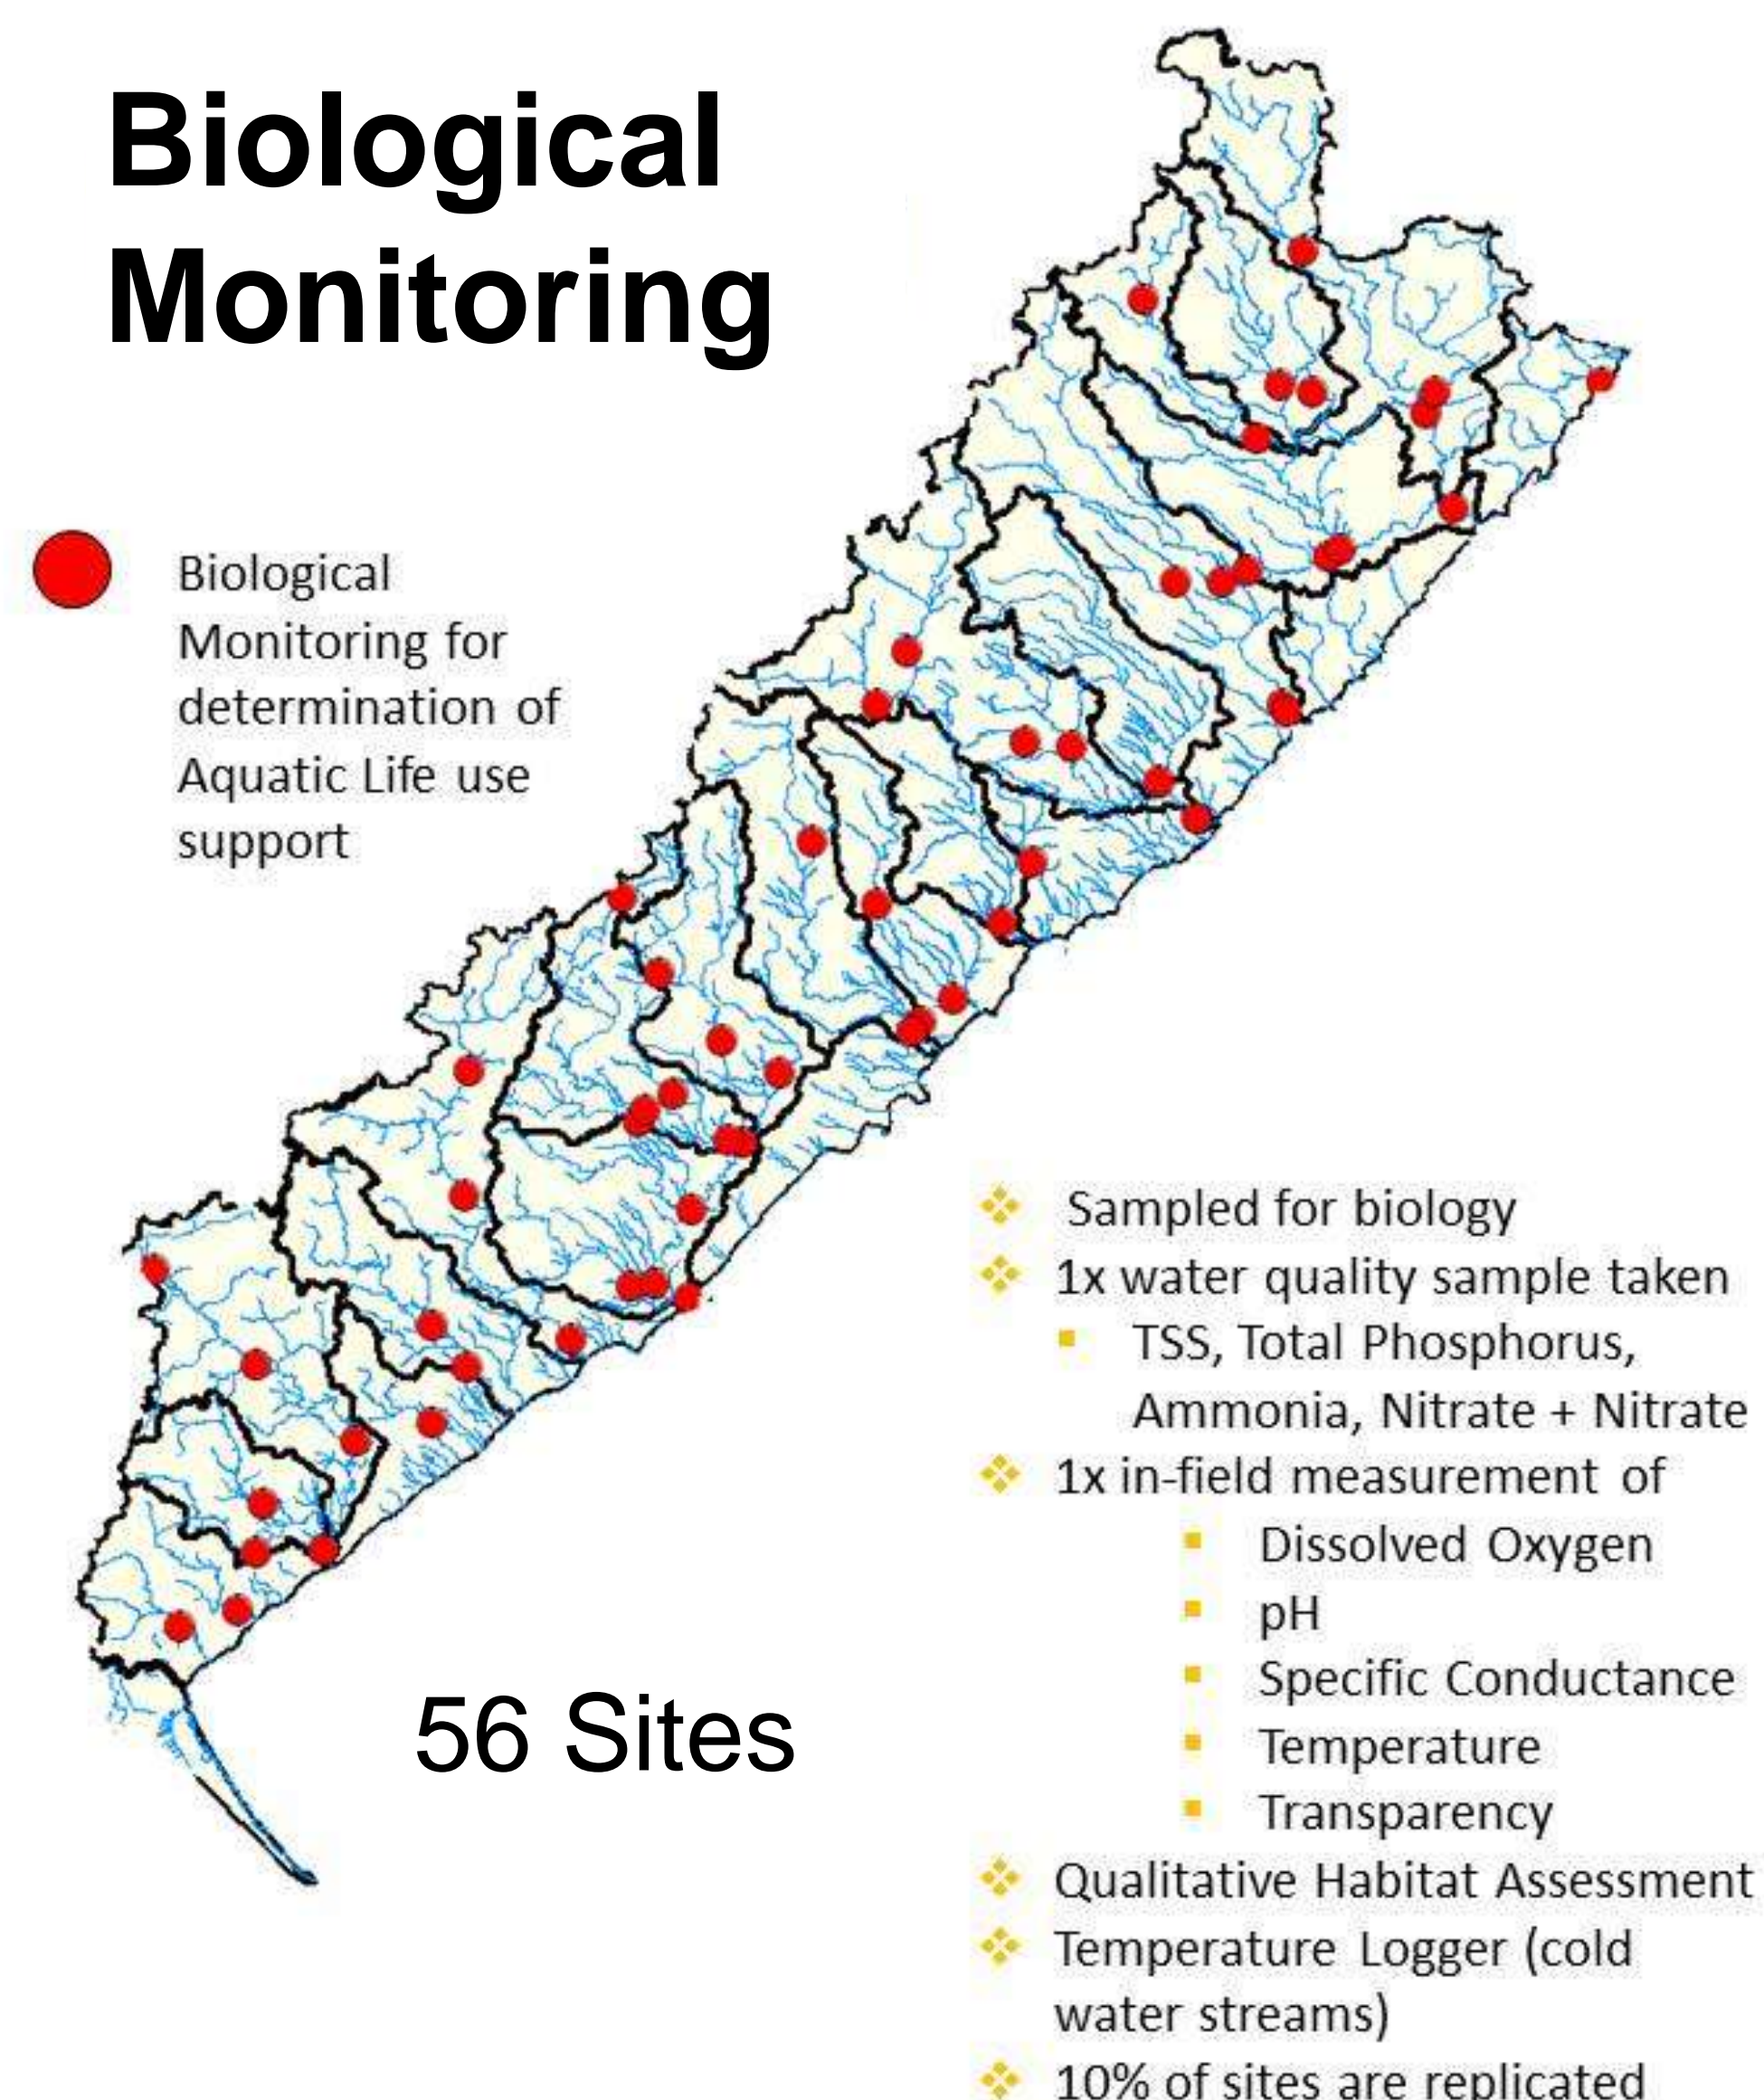 Biological
Monitoring
Biological
Monitoring for
determination of
Aquatic Life use
support
56 Sites
Sampled for biology
1x water quality sample taken
TSS, Total Phosphorus,
Ammonia, Nitrate + Nitrate
1x in-field measurement of
Dissolved Oxygen
pH
Specific Conductance
Temperature
Transparency
Qualitative Habitat Assessment
Temperature Logger (cold
water streams)
10% of sites are replicated